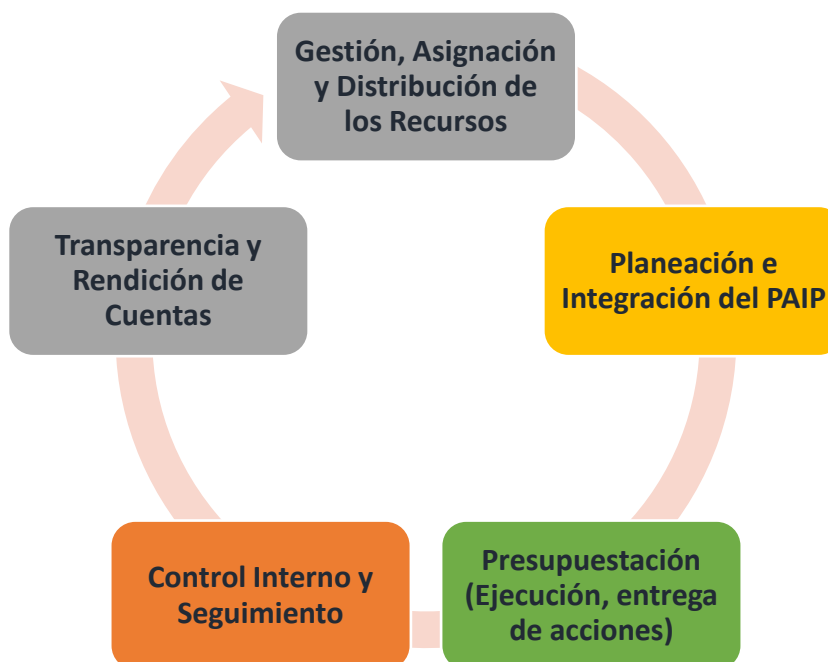 Gestión, Asignación
y Distribución de
los Recursos
Planeación e
Integración del PAIP
Presupuestación
(Ejecución, entrega
de acciones)
Control Interno y
Seguimiento
Transparencia y
Rendición de
Cuentas